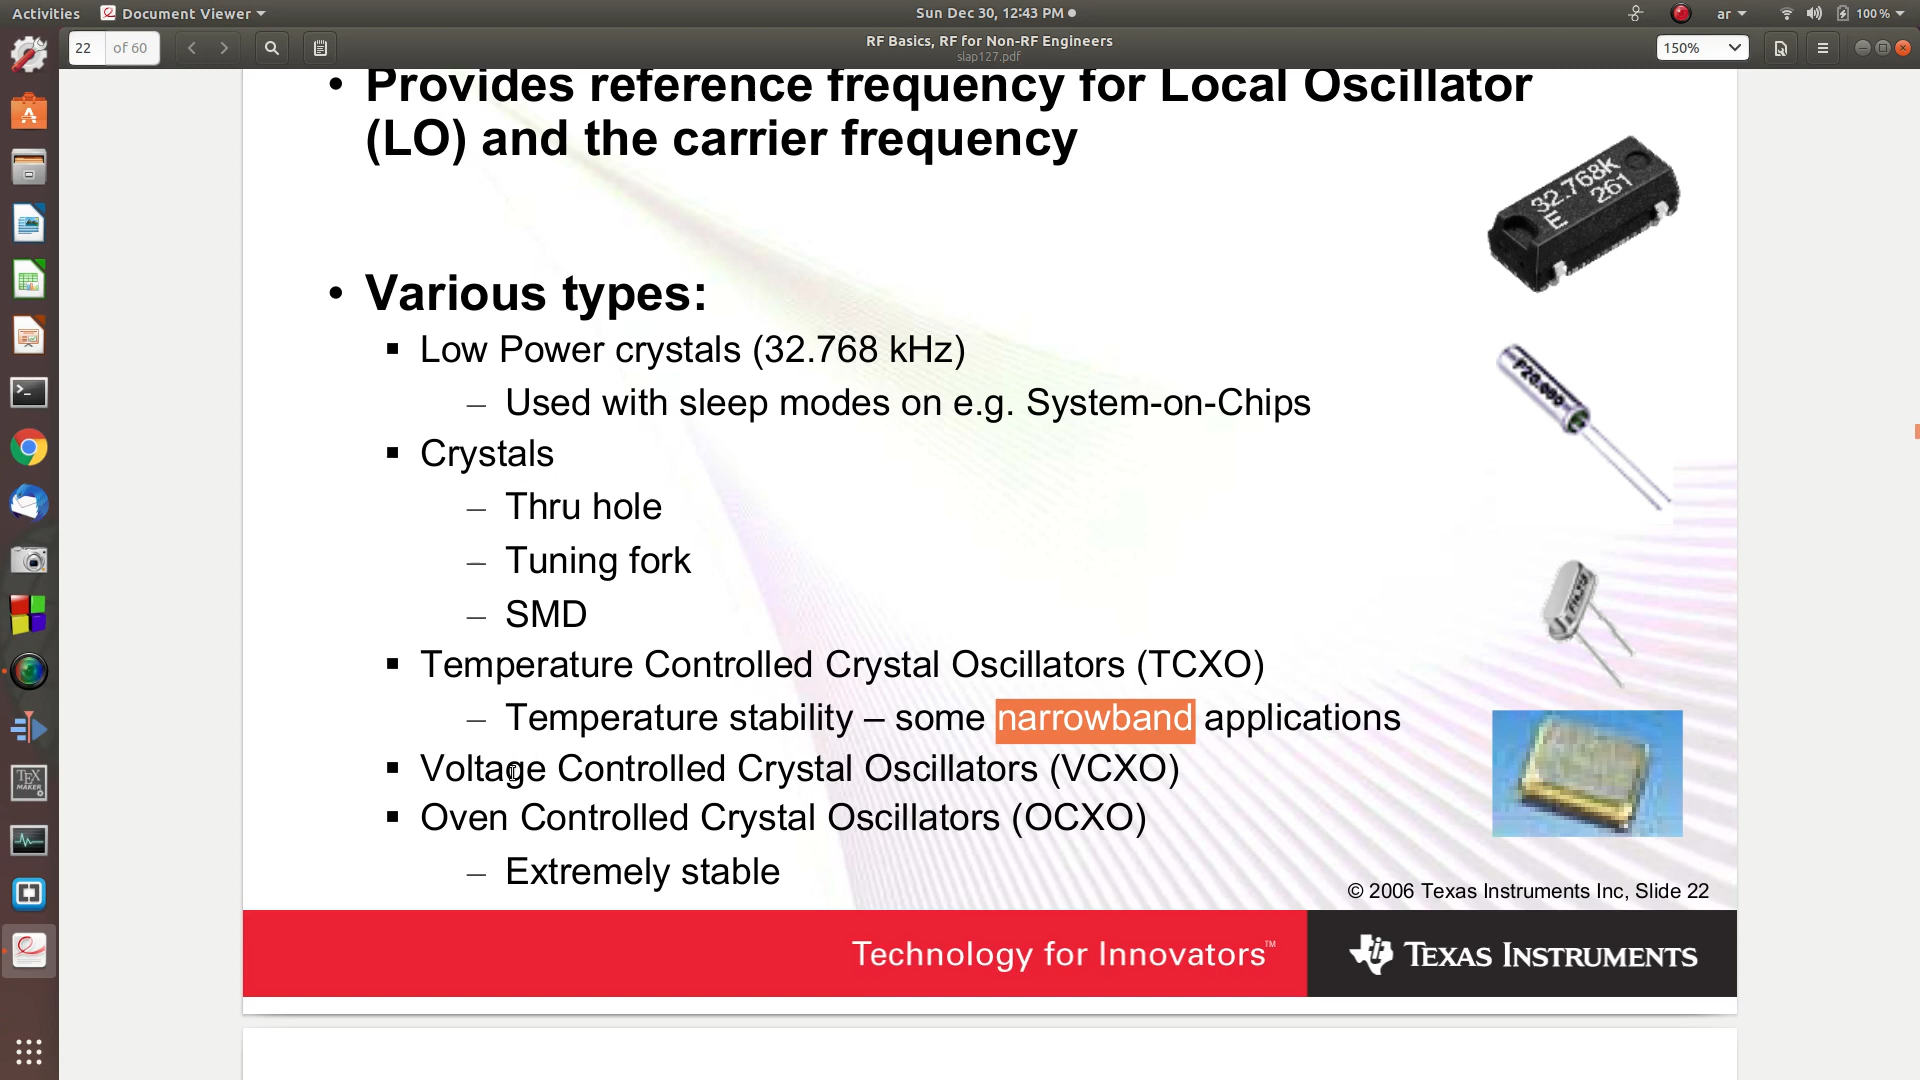 Activities Document Viewer Sun Dec 30, 12:43 PM ar 100 %
22 of 60 RF Basics, RF for Non-RF Engineers 150%
slap127.pdf
• Provides reference frequency for Local Oscillator
(LO) and the carrier frequency
32.768k
E 261
• Various types:
▪ Low Power crystals (32.768 kHz)
– Used with sleep modes on e.g. System-on-Chips
▪ Crystals
– Thru hole
– Tuning fork
– SMD
▪ Temperature Controlled Crystal Oscillators (TCXO)
– Temperature stability – some narrowband applications
▪ Voltage Controlled Crystal Oscillators (VCXO)
▪ Oven Controlled Crystal Oscillators (OCXO)
– Extremely stable
© 2006 Texas Instruments Inc, Slide 22
Technology for Innovators™ TEXAS INSTRUMENTS
TEX
MAKER